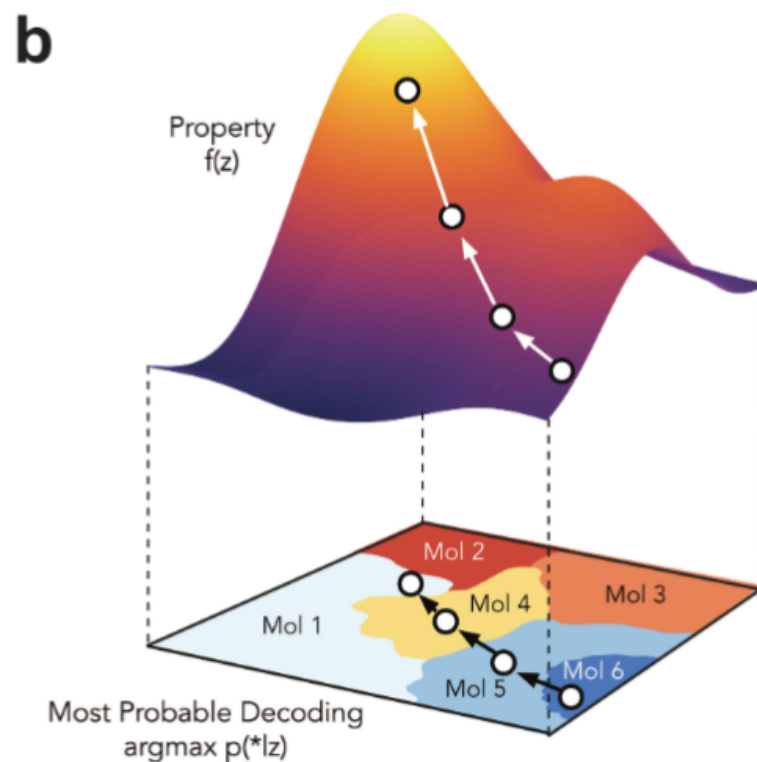 b
Property
f(z)
Mol 2
Mol 3
Mol 4
Mol 1
Mol 6
Mol 5
Most Probable Decoding
argmax p(*|z)